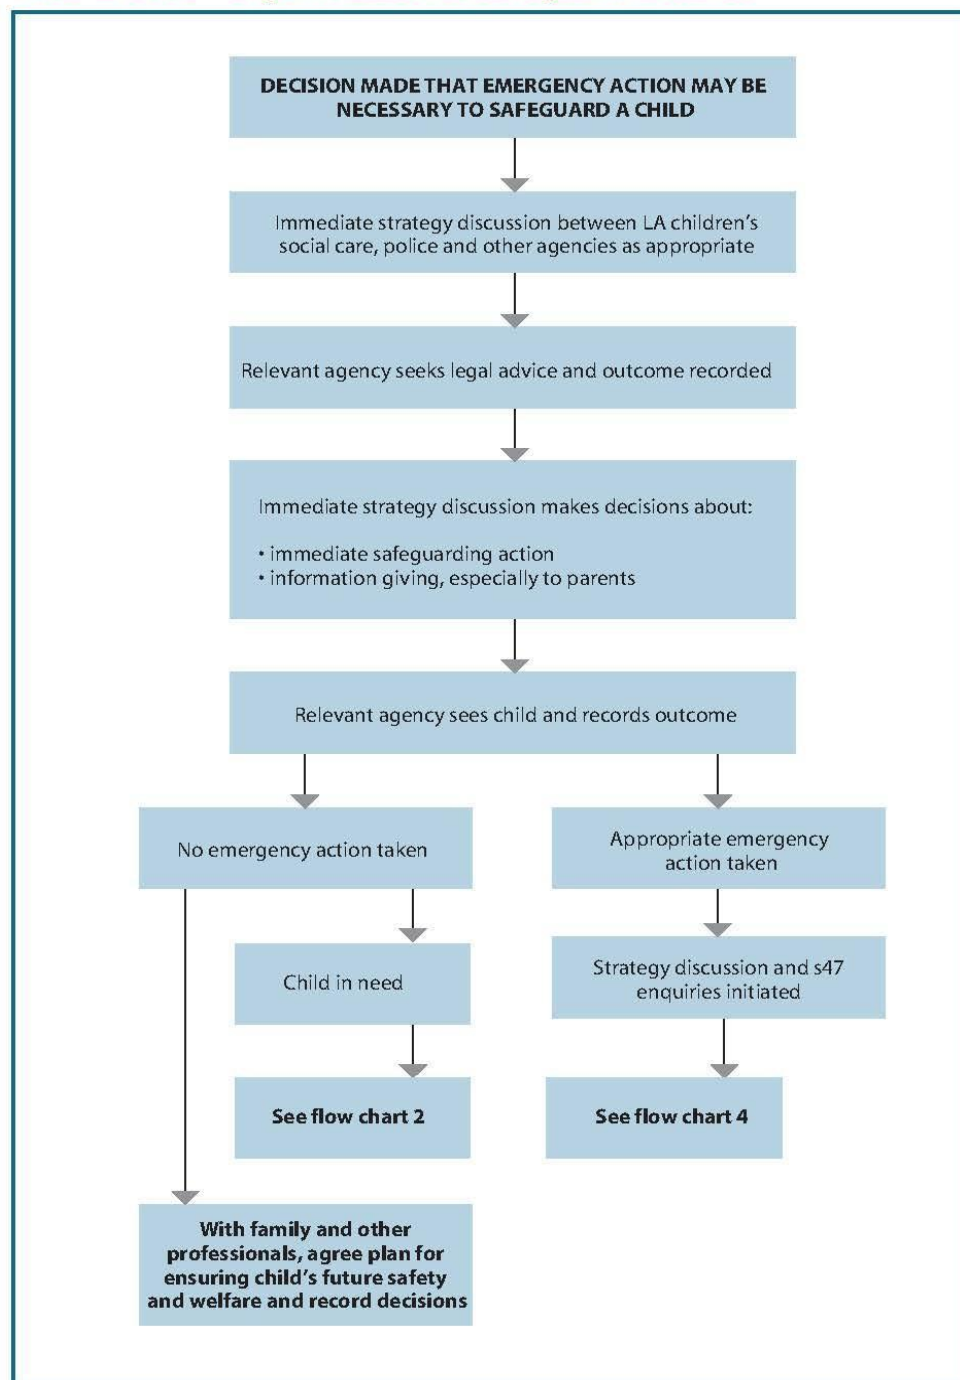 DECISION MADE THAT EMERGENCY ACTION MAY BE
NECESSARY TO SAFEGUARD A CHILD
Immediate strategy discussion between LA children's
social care, police and other agencies as appropriate
Relevant agency seeks legal advice and outcome recorded
Immediate strategy discussion makes decisions about:
• immediate safeguarding action
• information giving, especially to parents
Relevant agency sees child and records outcome
No emergency action taken
Appropriate emergency
action taken
Child in need
Strategy discussion and s47
enquiries initiated
See flow chart 2
See flow chart 4
With family and other
professionals, agree plan for
ensuring child's future safety
and welfare and record decisions